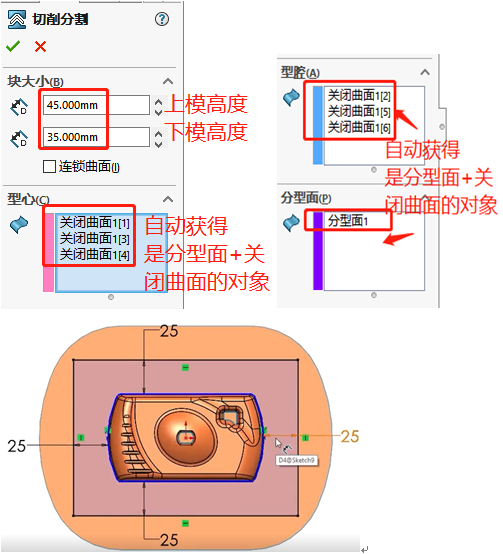 切削分割
块大小(B)
45.000mm
上模高度
35.000mm
下模高度
连锁曲面(I)
型心(C)
关闭曲面1[1]
关闭曲面1[3]
关闭曲面1[4]
自动获得
是分型面+关
闭曲面的对象
型腔(A)
关闭曲面1[2]
关闭曲面1[5]
关闭曲面1[6]
自动获得
是分型面+关
闭曲面的对象
分型面(P)
分型面1
25
25
25
D4@Sketch9
25